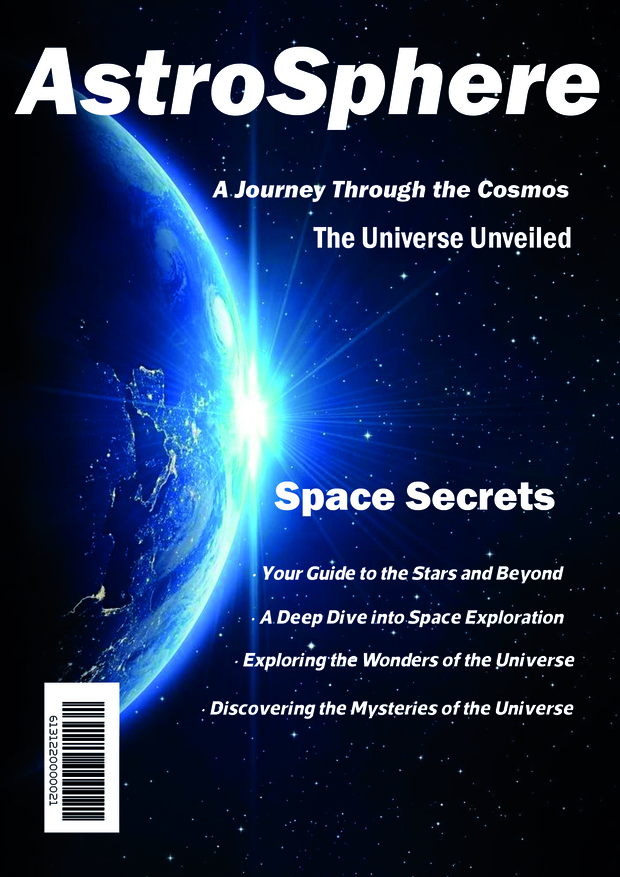 AstroSphere
A Journey Through the Cosmos
The Universe Unveiled
Space Secrets
· Your Guide to the Stars and Beyond
· A Deep Dive into Space Exploration
· Exploring the Wonders of the Universe
· Discovering the Mysteries of the Universe
6131220000021